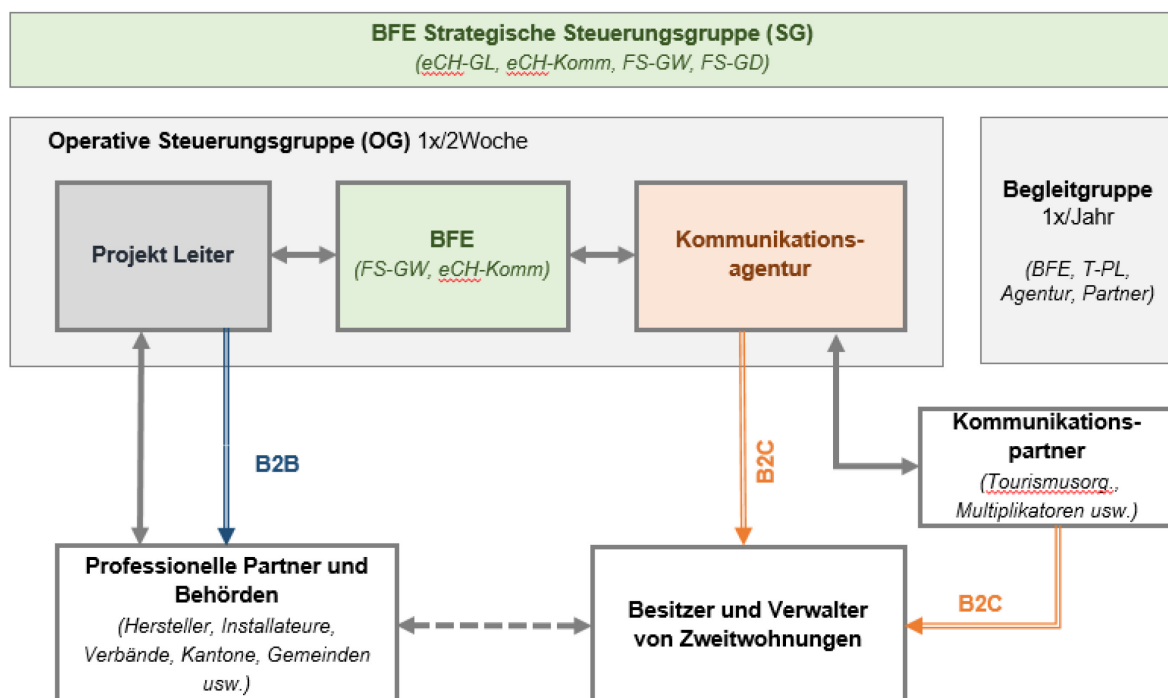 BFE Strategische Steuerungsgruppe (SG)
(eCH-GL, eCH-Komm, FS-GW, FS-GD)
Operative Steuerungsgruppe (OG) 1x/2Woche
Projekt Leiter
BFE
(FS-GW, eCH-Komm)
Kommunikations-
agentur
Begleitgruppe
1x/Jahr
(BFE, T-PL,
Agentur, Partner)
B2B
B2C
Kommunikations-
partner
(Tourismusorg.,
Multiplikatoren usw.)
B2C
Professionelle Partner und
Behörden
(Hersteller, Installateure,
Verbände, Kantone, Gemeinden
usw.)
Besitzer und Verwalter
von Zweitwohnungen